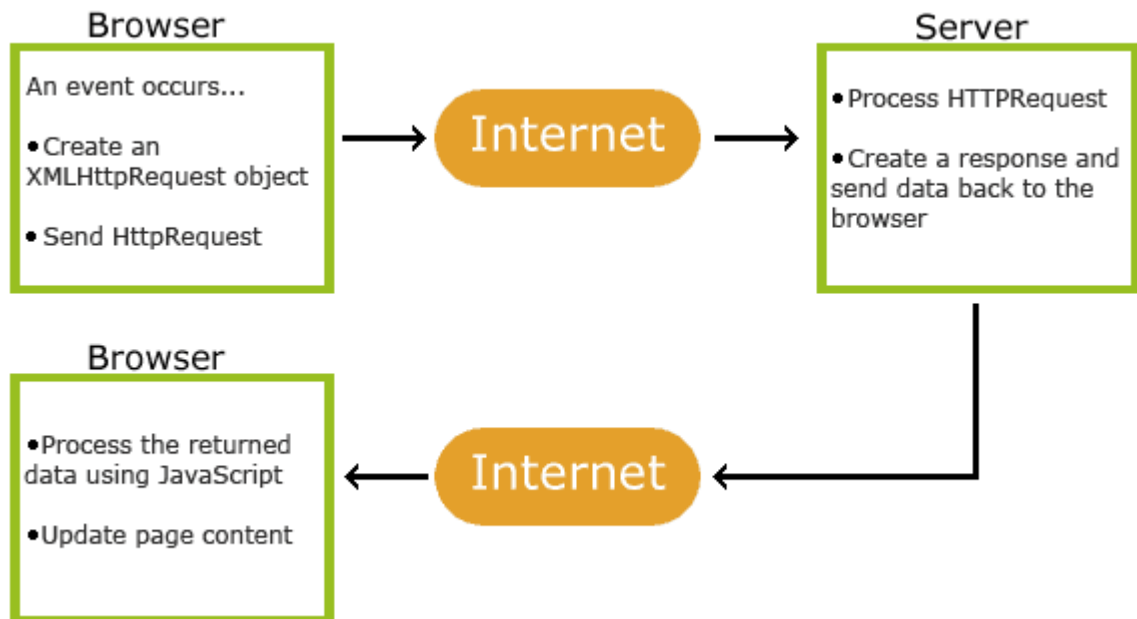 Browser
An event occurs...
•Create an
XMLHttpRequest object
• Send HttpRequest
Internet
Server
•Process HTTPRequest
•Create a response and
send data back to the
browser
Browser
•Process the returned
data using JavaScript
•Update page content
Internet